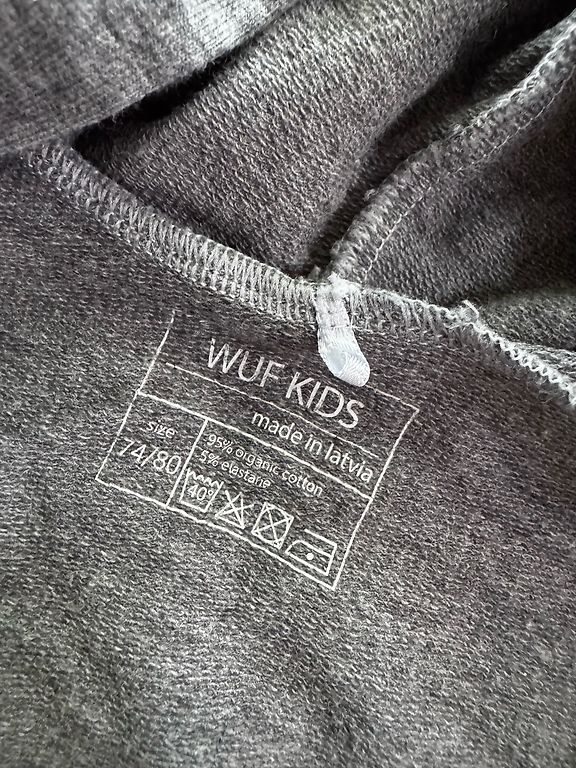 WUF KIDS
made in latvia
size
74/80
95% organic cotton
5% elastane
40°